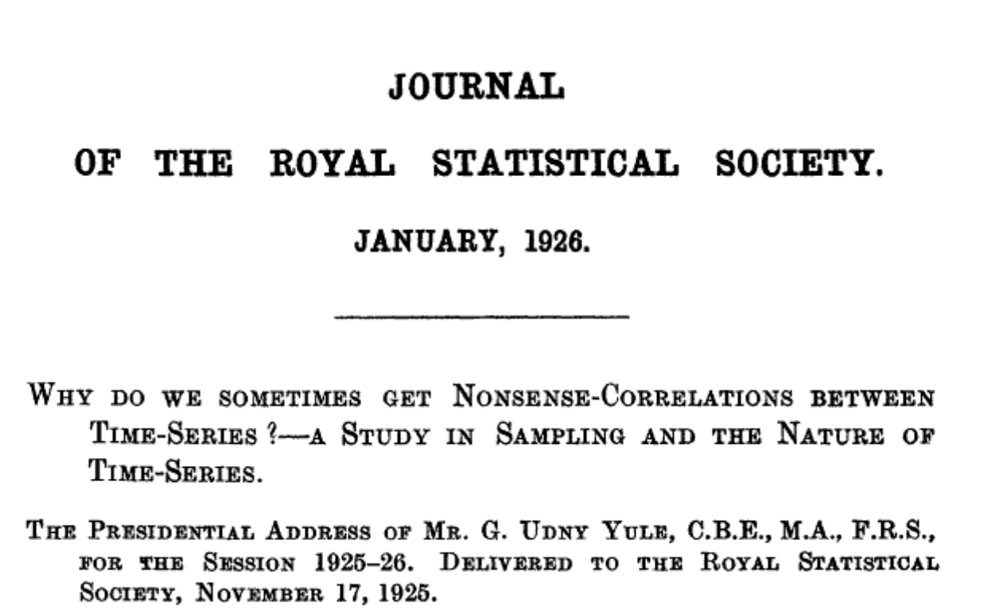 JOURNAL
OF THE ROYAL STATISTICAL SOCIETY.
JANUARY, 1926.
WHY DO WE SOMETIMES GET NONSENSE-CORRELATIONS BETWEEN
TIME-SERIES ?—A STUDY IN SAMPLING AND THE NATURE OF
TIME-SERIES.
THE PRESIDENTIAL ADDRESS OF MR. G. UDNY YULE, C.B.E., M.A., F.R.S.,
FOR THE SESSION 1925–26. DELIVERED TO THE ROYAL STATISTICAL
SOCIETY, NOVEMBER 17, 1925.